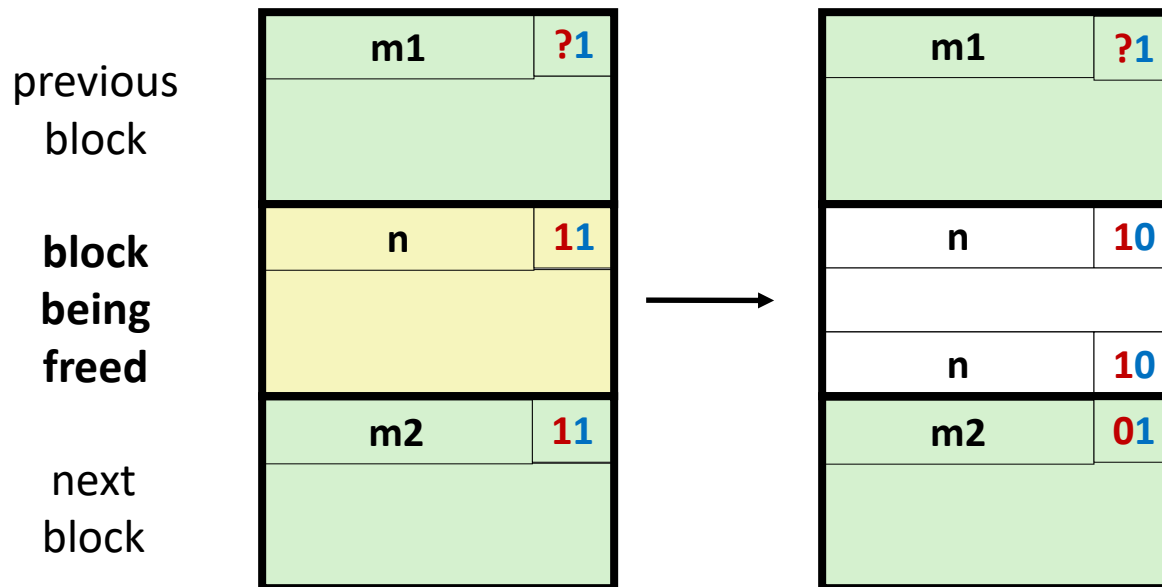 previous
block
m1 ?1
m1 ?1
block
being
freed
n 11
n 10
n 10
next
block
m2 11
m2 01